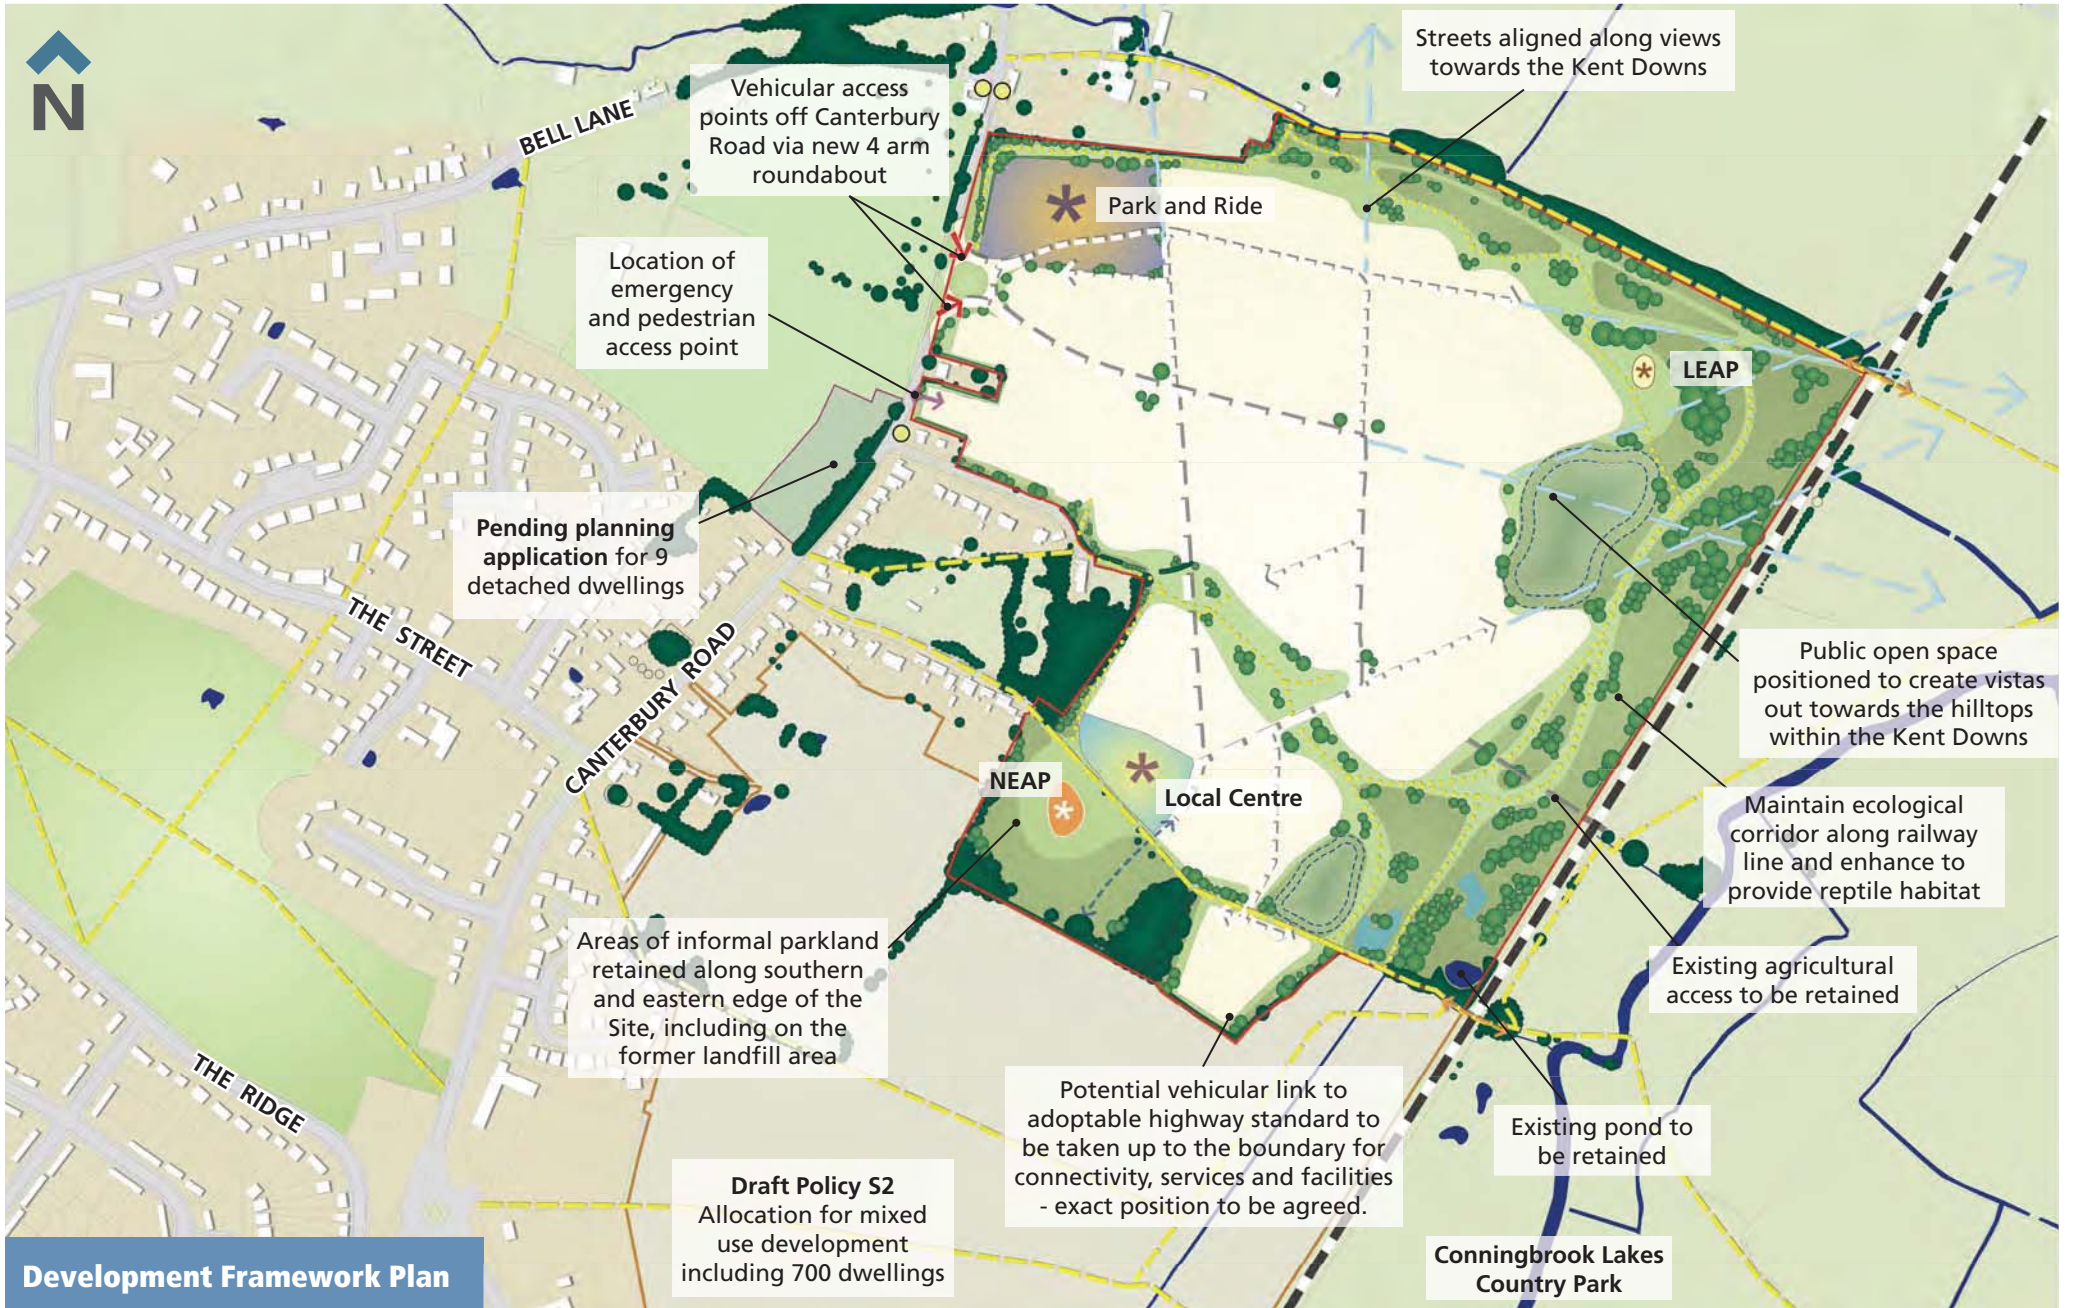 N
BELL LANE
Vehicular access
points off Canterbury
Road via new 4 arm
roundabout
Streets aligned along views
towards the Kent Downs
Park and Ride
Location of
emergency
and pedestrian
access point
LEAP
Pending planning
application for 9
detached dwellings
THE STREET
CANTERBURY ROAD
Public open space
positioned to create vistas
out towards the hilltops
within the Kent Downs
NEAP
Local Centre
Maintain ecological
corridor along railway
line and enhance to
provide reptile habitat
Areas of informal parkland
retained along southern
and eastern edge of the
Site, including on the
former landfill area
Existing agricultural
access to be retained
THE RIDGE
Potential vehicular link to
adoptable highway standard to
be taken up to the boundary for
connectivity, services and facilities
- exact position to be agreed.
Existing pond to
be retained
Draft Policy S2
Allocation for mixed
use development
including 700 dwellings
Conningbrook Lakes
Country Park
Development Framework Plan